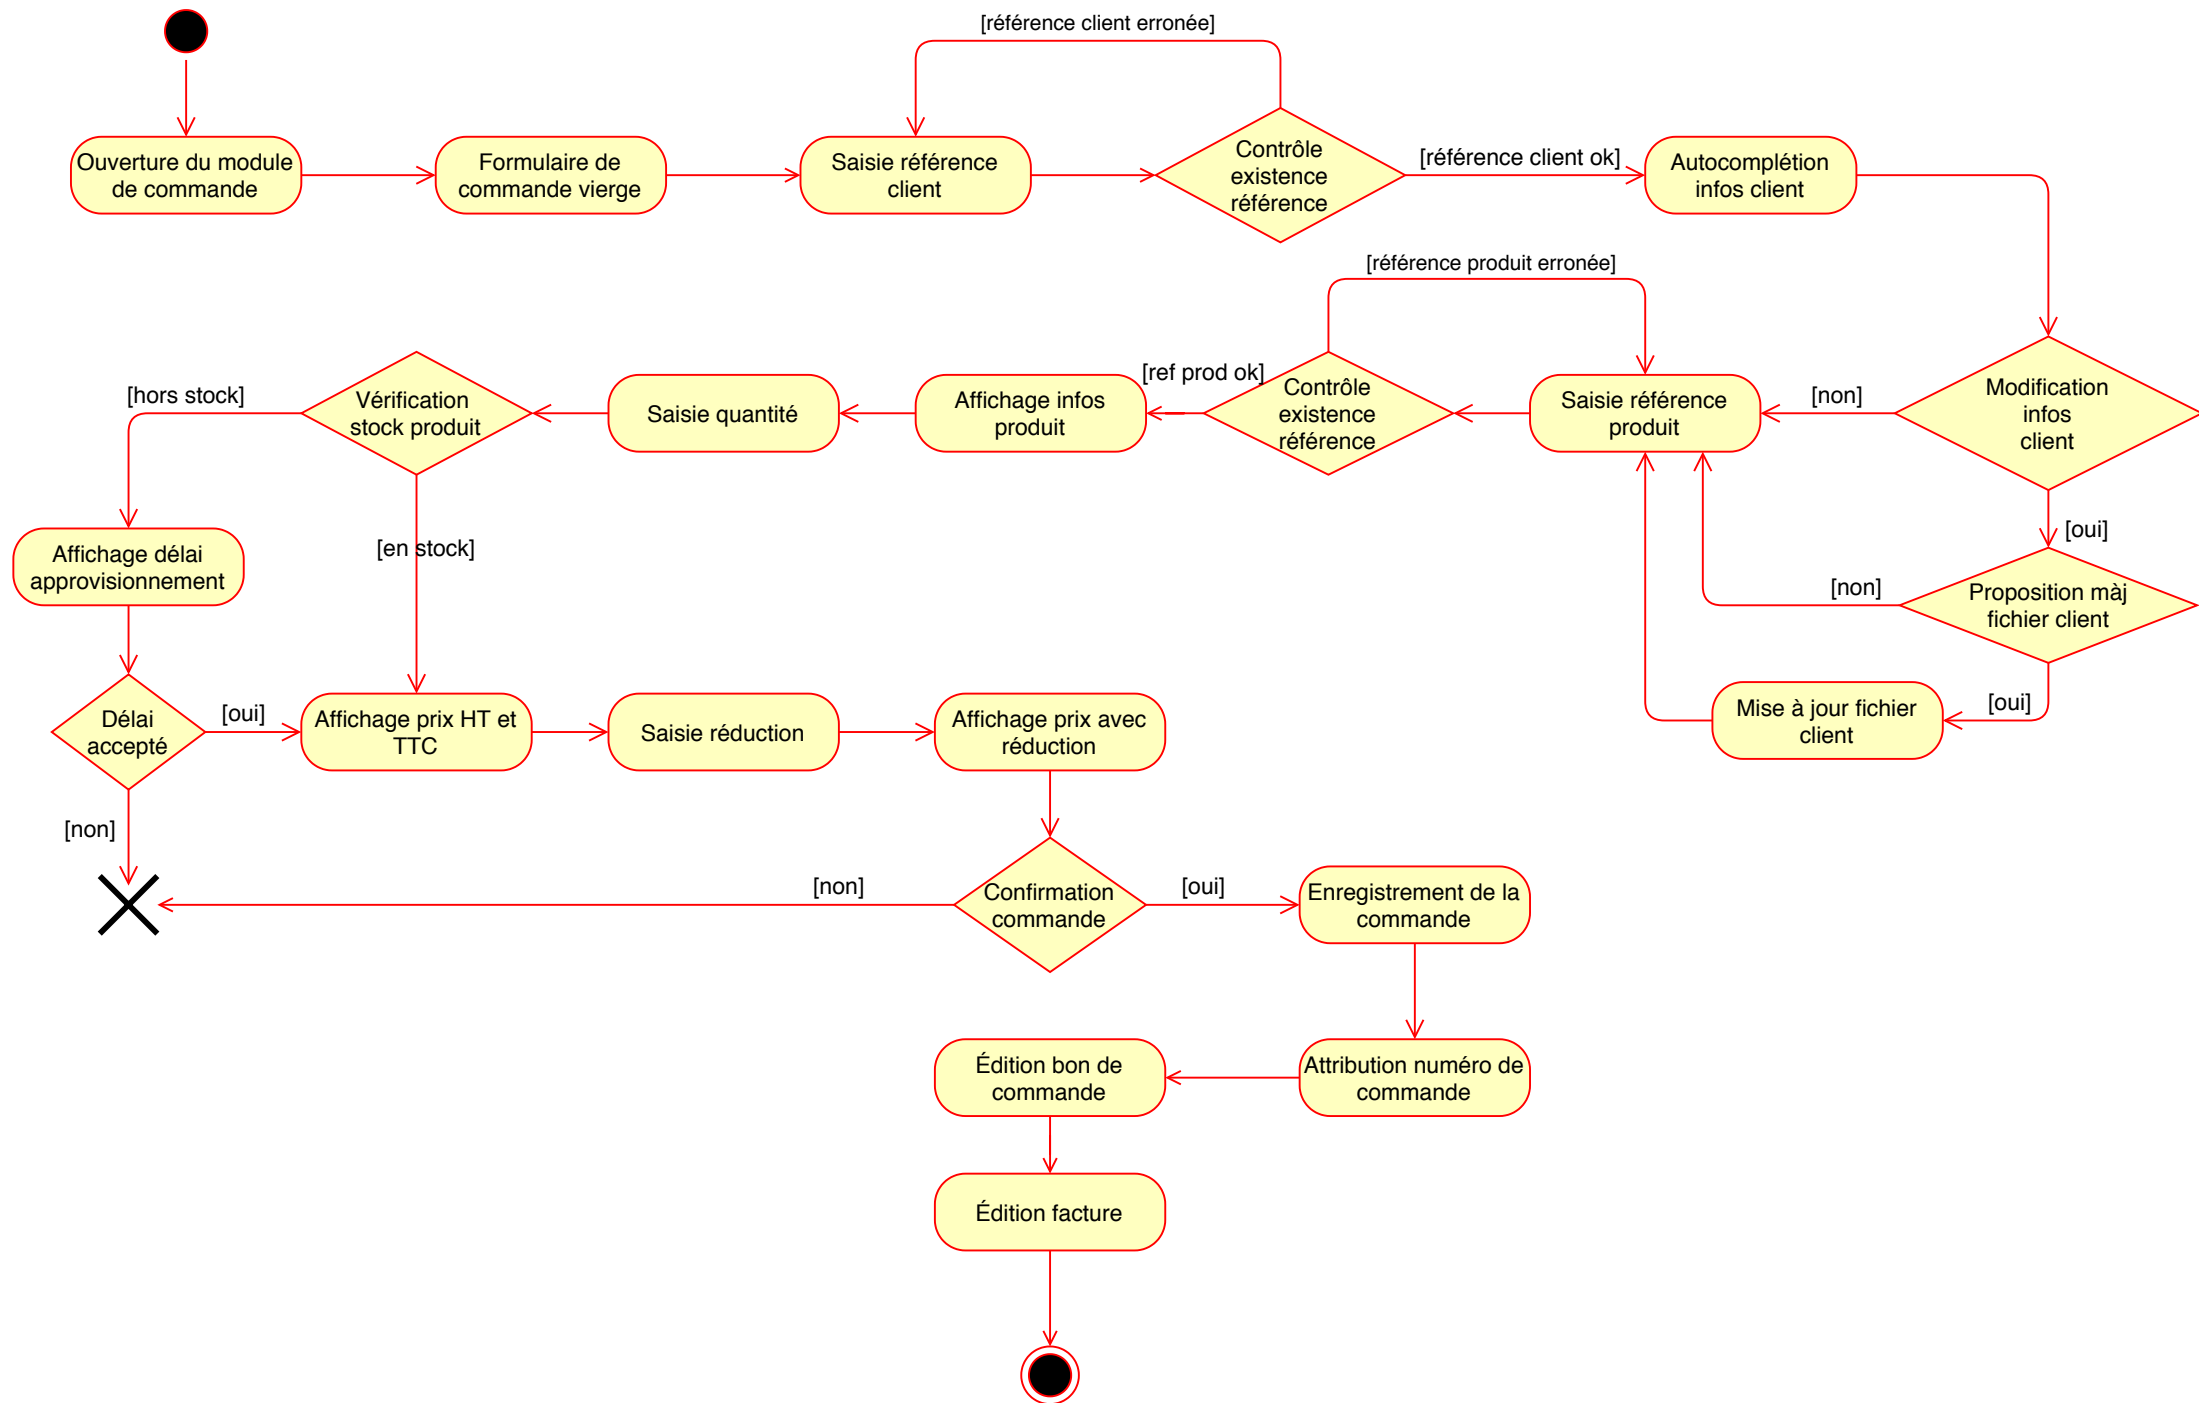 [référence client erronée]
Ouverture du module
de commande
Formulaire de
commande vierge
Saisie référence
client
Contrôle
existence
référence
[référence client ok]
Autocomplétion
infos client
[référence produit erronée]
[hors stock]
Vérification
stock produit
Saisie quantité
Affichage infos
produit
[ref prod ok]
Contrôle
existence
référence
Saisie référence
produit
[non]
Modification
infos
client
[en stock]
[oui]
Affichage délai
approvisionnement
[non]
Proposition màj
fichier client
Délai
accepté
[oui]
Affichage prix HT et
TTC
Saisie réduction
Affichage prix avec
réduction
Mise à jour fichier
client
[oui]
[non]
[non]
Confirmation
commande
[oui]
Enregistrement de la
commande
Édition bon de
commande
Attribution numéro de
commande
Édition facture